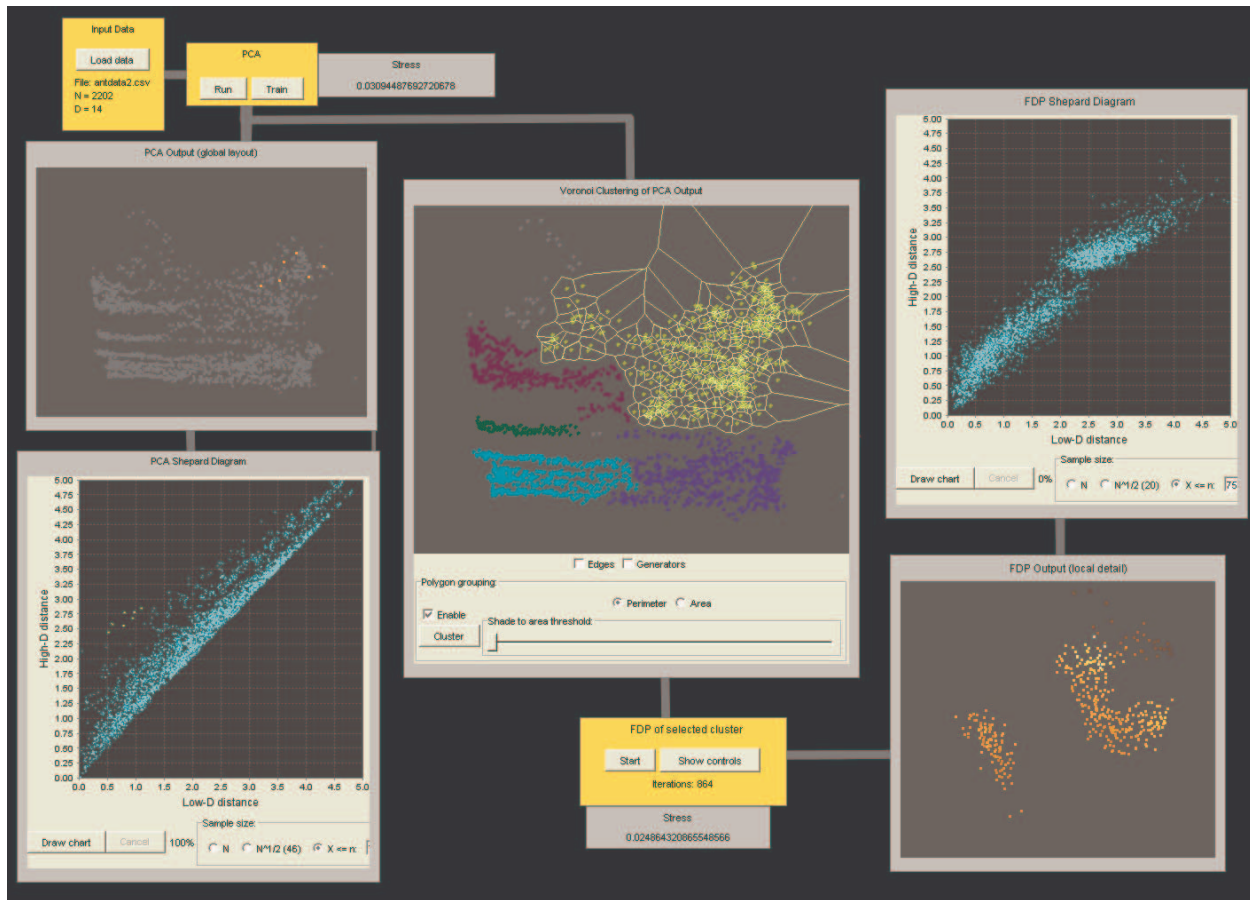 Input Data
Load data
File: antdata2.csv
N = 2202
D = 14
PCA
Run Train
Stress
0.03094487692720678
PCA Output (global layout)
PCA Shepard Diagram
High-D distance
5.00
4.75
4.50
4.25
4.00
3.75
3.50
3.25
3.00
2.75
2.50
2.25
2.00
1.75
1.50
1.25
1.00
0.75
0.50
0.25
0.00
0.0 0.5 1.0 1.5 2.0 2.5 3.0 3.5 4.0 4.5 5.0
Low-D distance
Draw chart Cancel 100%
Sample size:
N N^1/2 (46) X <= n:
Voronoi Clustering of PCA Output
Edges Generators
Polygon grouping:
Perimeter Area
Enable
Cluster
Shade to area threshold:
FDP of selected cluster
Start Show controls
Iterations: 864
Stress
0.024864320865548566
FDP Shepard Diagram
High-D distance
5.00
4.75
4.50
4.25
4.00
3.75
3.50
3.25
3.00
2.75
2.50
2.25
2.00
1.75
1.50
1.25
1.00
0.75
0.50
0.25
0.00
0.0 0.5 1.0 1.5 2.0 2.5 3.0 3.5 4.0 4.5 5.0
Low-D distance
Draw chart Cancel 0%
Sample size:
N N^1/2 (20) X <= n: 75
FDP Output (local detail)